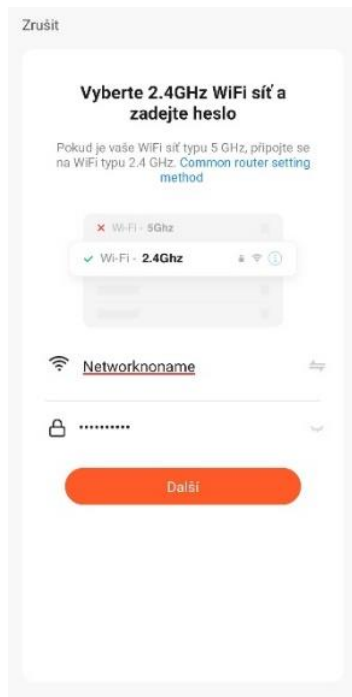 Zrušit
Vyberte 2.4GHz WiFi síť a
zadejte heslo
Pokud je vaše WiFi síť typu 5 GHz, připojte se
na WiFi typu 2.4 GHz. Common router setting
method
Wi-Fi - 5Ghz
Wi-Fi - 2.4Ghz
Networknoname
••••••••••
Další